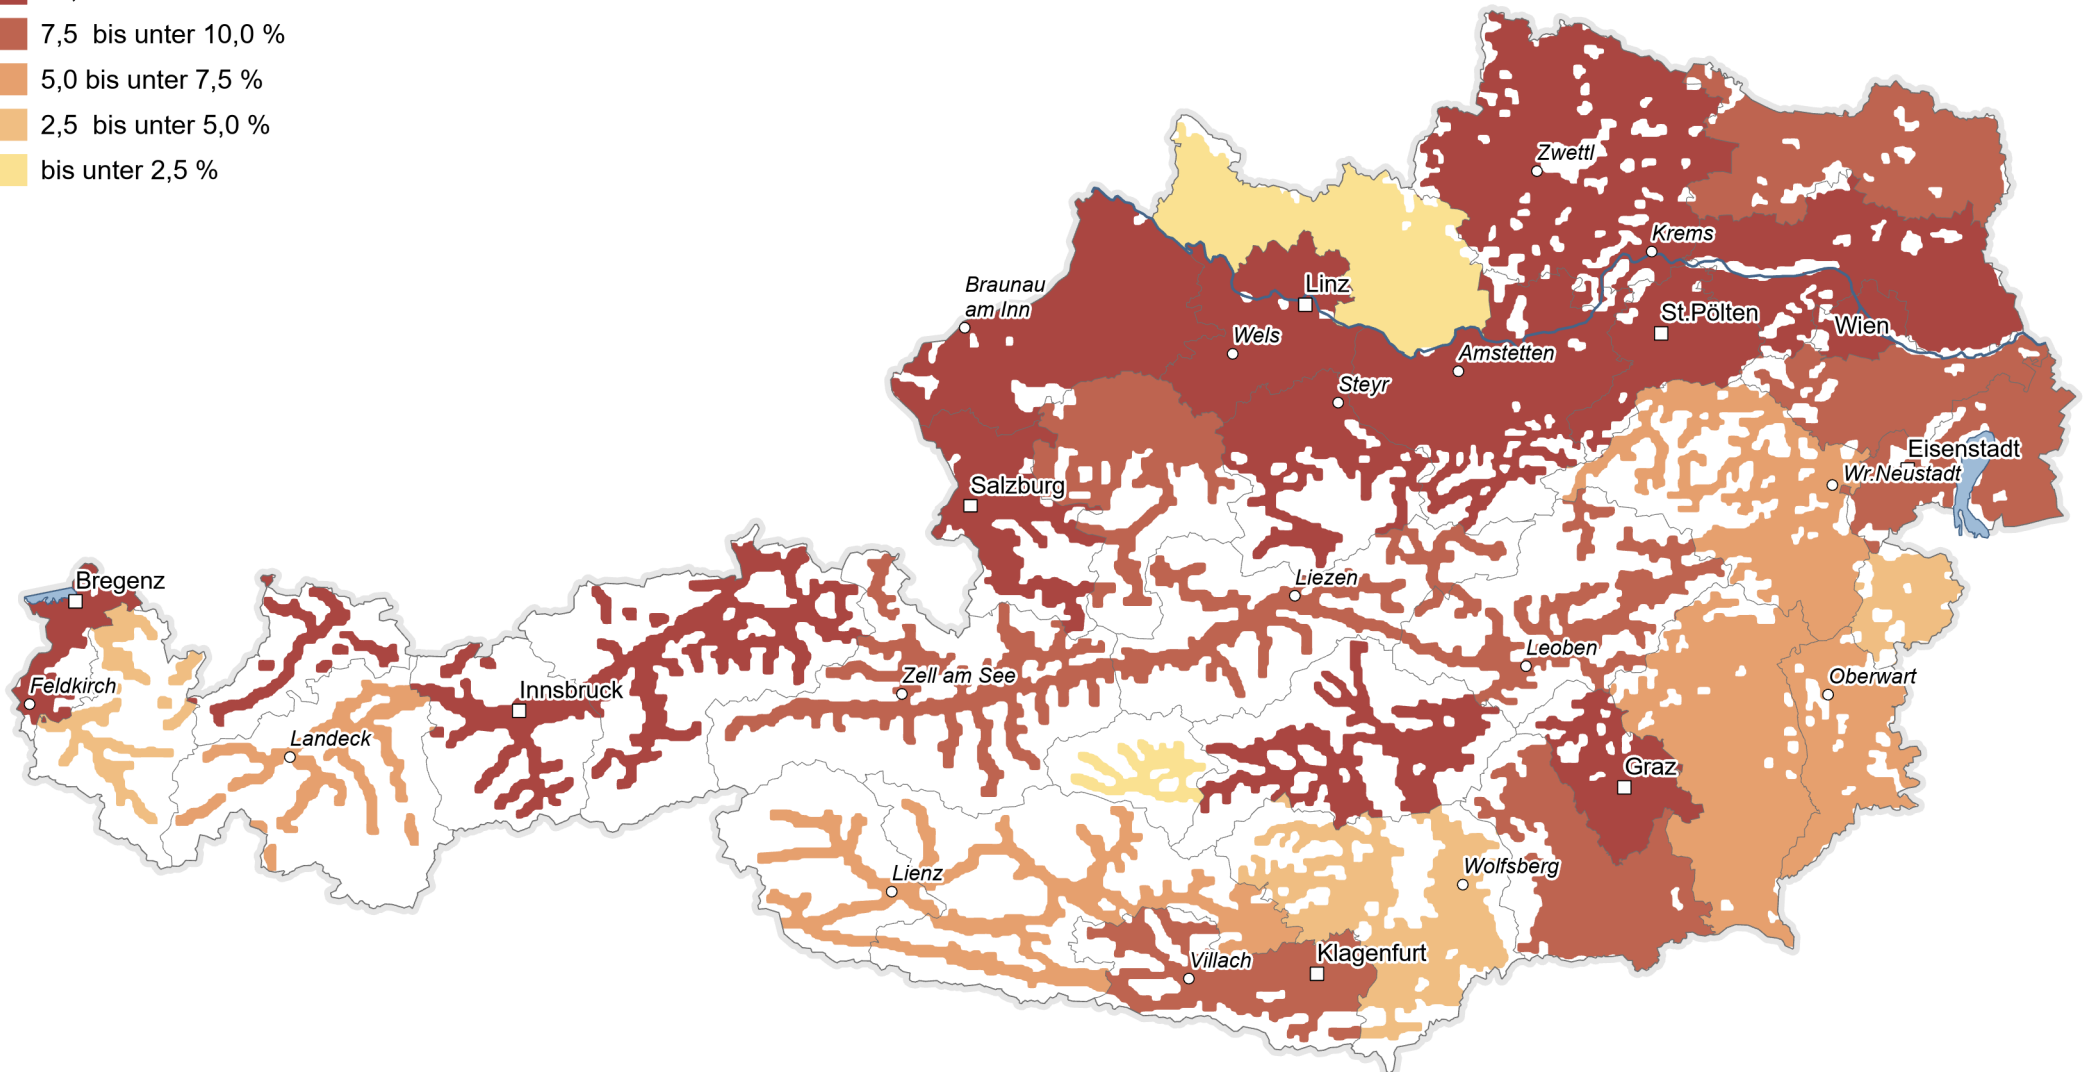 7,5 bis unter 10,0 %
5,0 bis unter 7,5 %
2,5 bis unter 5,0 %
bis unter 2,5 %
Zwettl
Krems
Braunau
am Inn
Linz
St.Pölten
Wien
Wels
Amstetten
Steyr
Eisenstadt
Wr.Neustadt
Salzburg
Bregenz
Liezen
Leoben
Feldkirch
Innsbruck
Zell am See
Oberwart
Landeck
Graz
Lienz
Wolfsberg
Villach
Klagenfurt